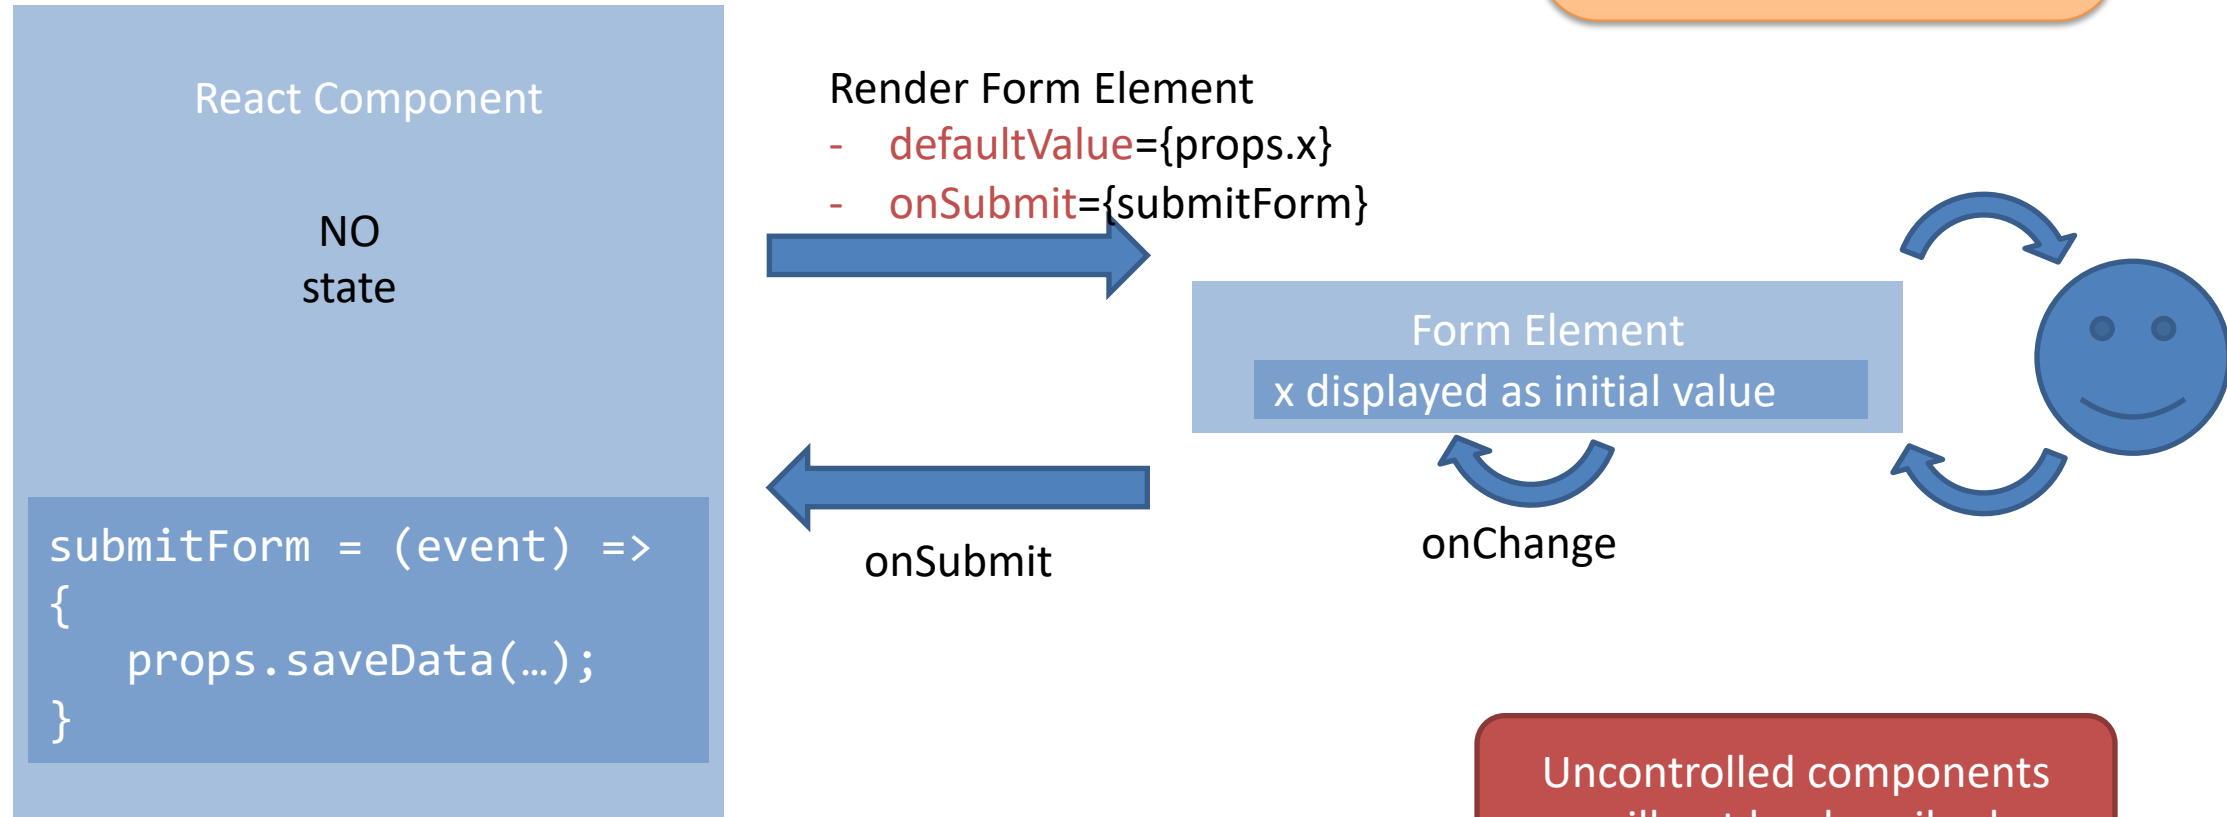 React Component
NO
state
submitForm = (event) =>
{
props.saveData(…);
}
Render Form Element
- defaultValue={props.x}
- onSubmit={submitForm}
Form Element
x displayed as initial value
onSubmit
onChange
Uncontrolled components